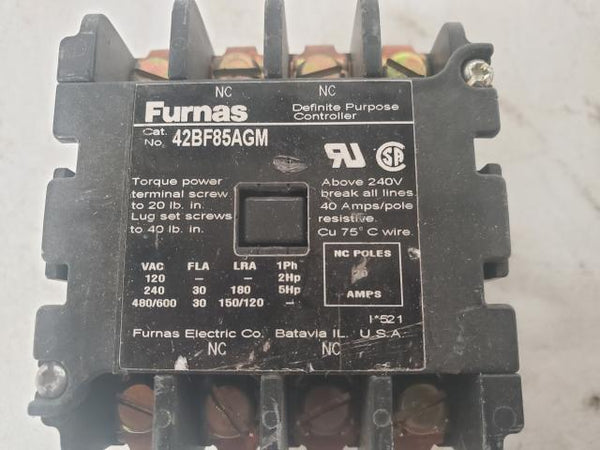 NC NC
Furnas Definite Purpose
Controller
Cat.
No. 42BF85AGM
Torque power
terminal screw
to 20 lb. in.
Lug set screws
to 40 lb. in.
Above 240V
break all lines.
40 Amps/pole
resistive.
Cu 75° C wire.
VAC FLA LRA 1Ph
120 – – 2Hp
240 30 180 5Hp
480/600 30 150/120 –
NC POLES
AMPS
I*521
Furnas Electric Co. Batavia IL. U.S.A.
NC NC